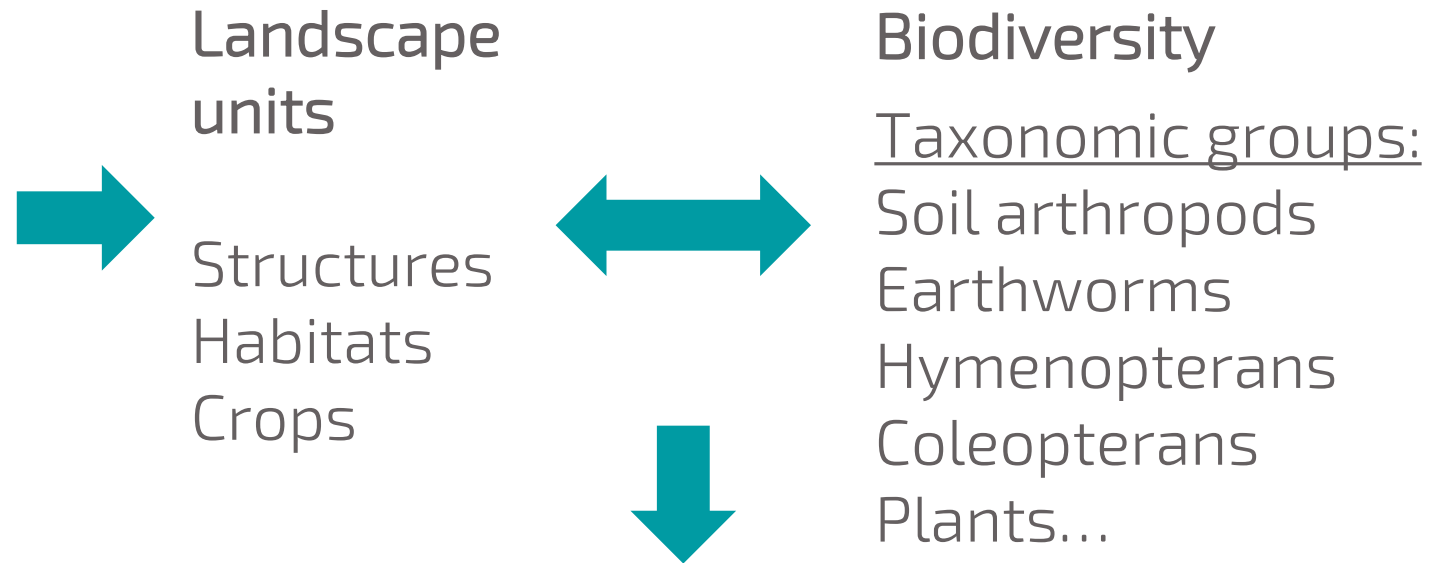 Landscape
units
Structures
Habitats
Crops
Biodiversity
Taxonomic groups:
Soil arthropods
Earthworms
Hymenopterans
Coleopterans
Plants…